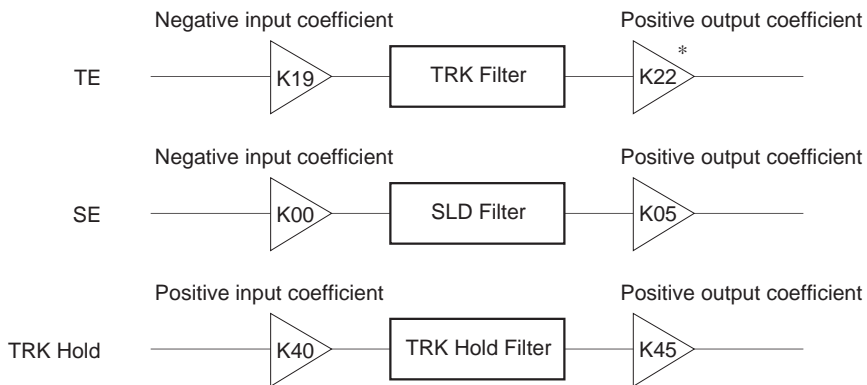 Negative input coefficient Positive output coefficient
TE K19 TRK Filter K22 *
Negative input coefficient Positive output coefficient
SE K00 SLD Filter K05
Positive input coefficient Positive output coefficient
TRK Hold K40 TRK Hold Filter K45